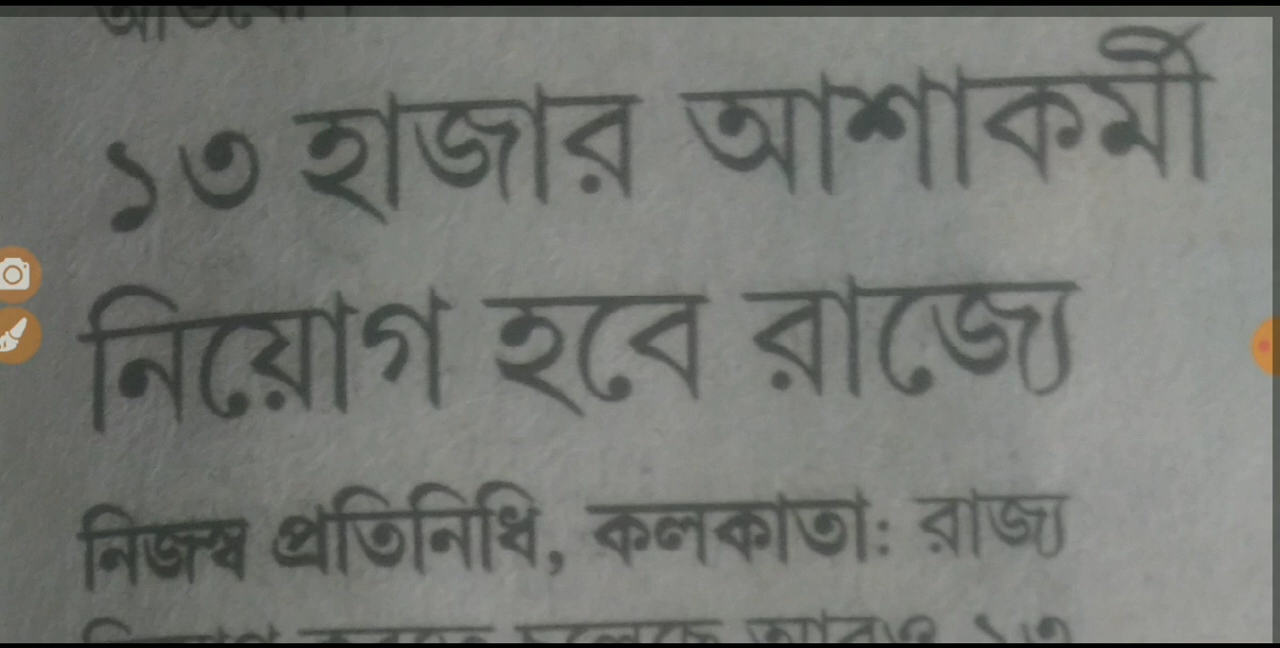 ১৩ হাজার আশাকর্মী
নিয়োগ হবে রাজ্যে
নিজস্ব প্রতিনিধি, কলকাতা: রাজ্য